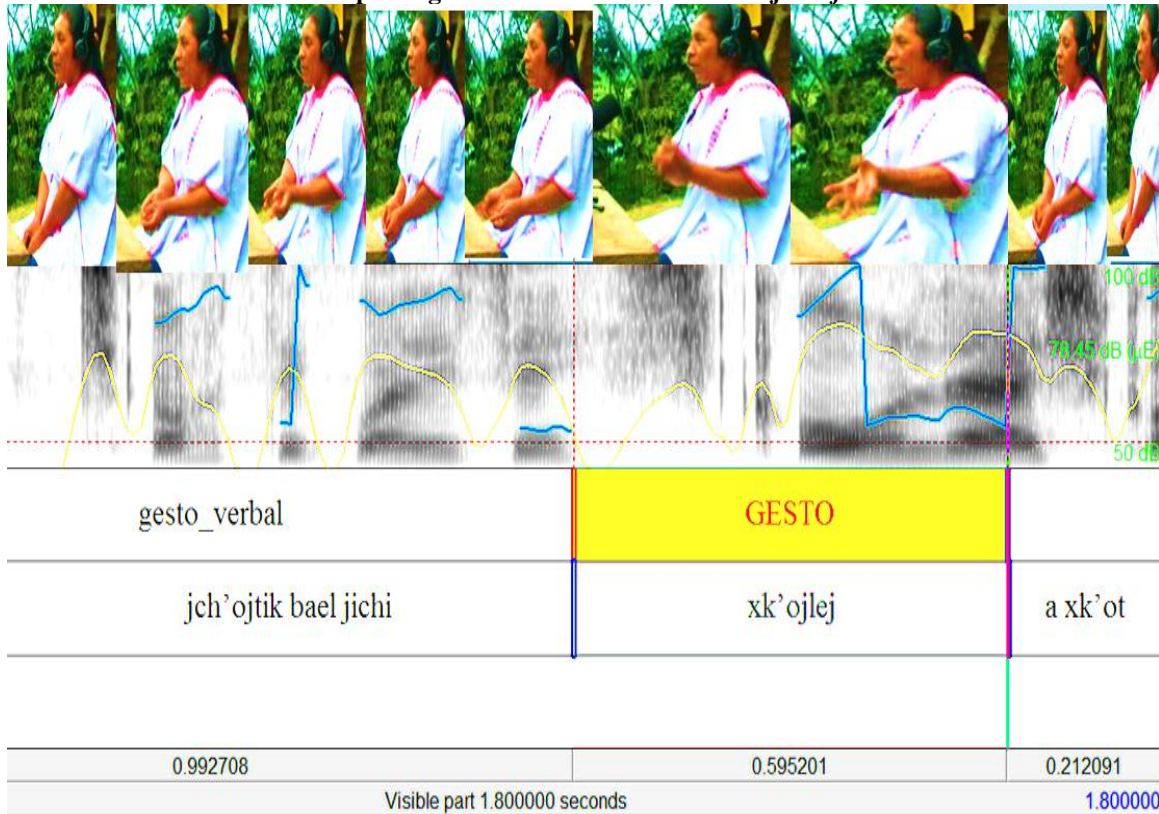 100 dB
78.45 dB (µE)
50 dB
gesto_verbal GESTO
jch’ojtik bael jichi xk’ojlej a xk’ot
0.992708 0.595201 0.212091
Visible part 1.800000 seconds 1.800000